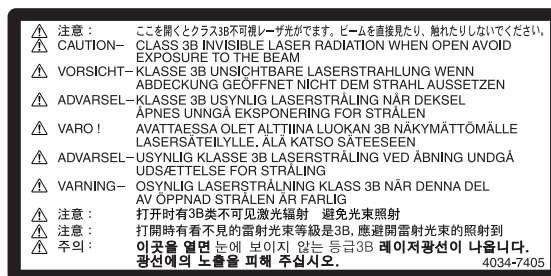 注意： ここを開くとクラス3B不可視レーザ光がでます。ビームを直接見たり、触れたりしないでください。
CAUTION– CLASS 3B INVISIBLE LASER RADIATION WHEN OPEN AVOID
EXPOSURE TO THE BEAM
VORSICHT– KLASSE 3B UNSICHTBARE LASERSTRAHLUNG WENN
ABDECKUNG GEÖFFNET NICHT DEM STRAHL AUSSETZEN
ADVARSEL– KLASSE 3B USYNLIG LASERSTRÅLING NÅR DEKSEL
ÅPNES UNNGÅ EKSPONERING FOR STRÅLEN
VARO ! AVATTAESSA OLET ALTTIINA LUOKAN 3B NÄKYMÄTTÖMÄLLE
LASERSÄTEILYLLE. ÄLÄ KATSO SÄTEESEEN
ADVARSEL– USYNLIG KLASSE 3B LASERSTRÅLING VED ÅBNING UNDGÅ
UDSÆTTELSE FOR STRÅLING
VARNING– OSYNLIG LASERSTRÅLNING KLASS 3B NÄR DENNA DEL
AV ÖPPNAD STRÅLEN ÄR FARLIG
注意： 打开时有3B类不可见激光辐射 避免光束照射
注意： 打開時有看不見的雷射光束等級是3B, 應避開雷射光束的照射到
주의： 이곳을 열면 눈에 보이지 않는 등급3B 레이저광선이 나옵니다.
광선에의 노출을 피해 주십시오. 4034-7405